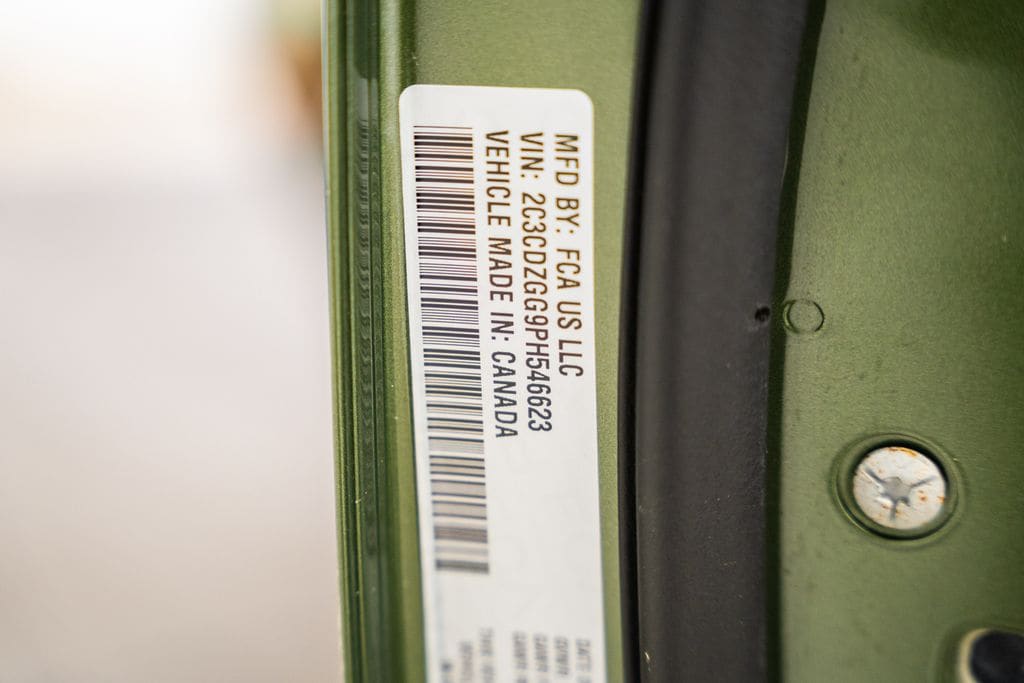 MFD BY: FCA US LLC
VIN: 2C3CDZGG9PH546623
VEHICLE MADE IN: CANADA